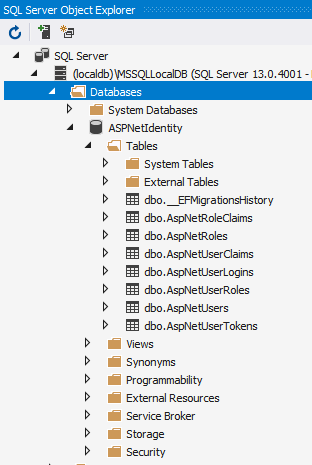 SQL Server Object Explorer
SQL Server
(localdb)\MSSQLLocalDB (SQL Server 13.0.4001 -
Databases
System Databases
ASPNetIdentity
Tables
System Tables
External Tables
dbo.__EFMigrationsHistory
dbo.AspNetRoleClaims
dbo.AspNetRoles
dbo.AspNetUserClaims
dbo.AspNetUserLogins
dbo.AspNetUserRoles
dbo.AspNetUsers
dbo.AspNetUserTokens
Views
Synonyms
Programmability
External Resources
Service Broker
Storage
Security